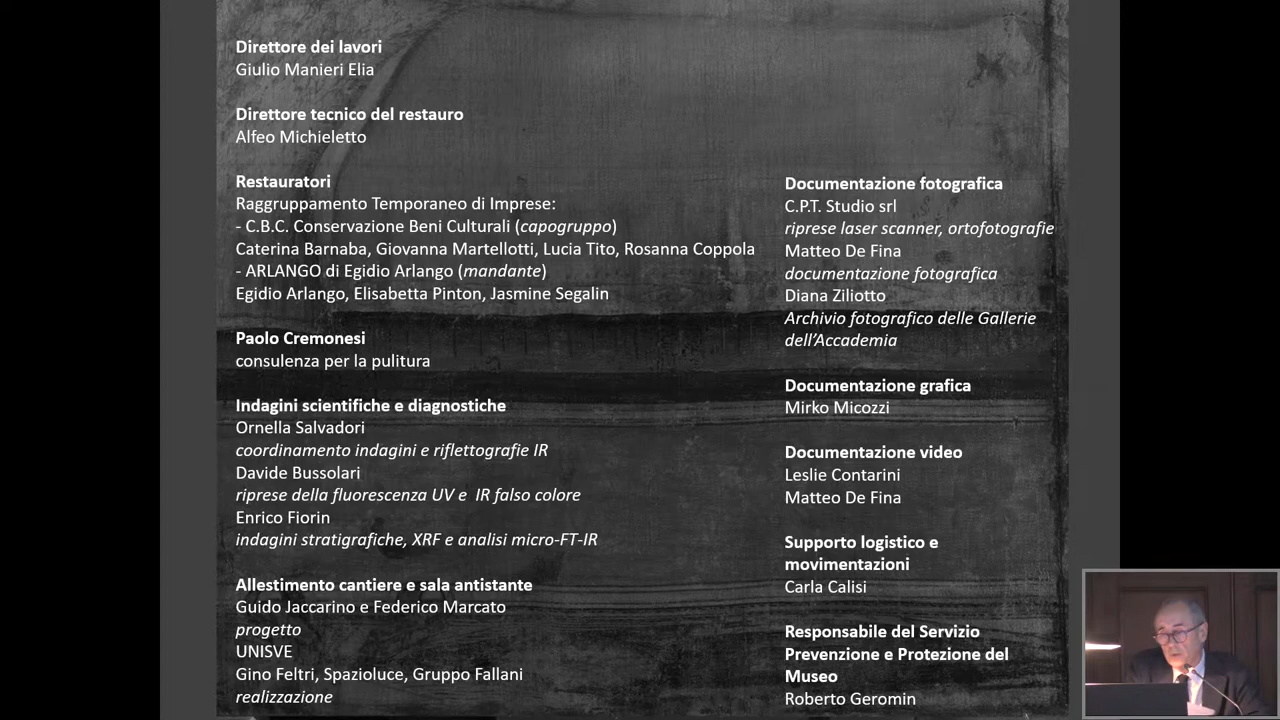 Direttore dei lavori
Giulio Manieri Elia
Direttore tecnico del restauro
Alfeo Michieletto
Restauratori
Raggruppamento Temporaneo di Imprese:
- C.B.C. Conservazione Beni Culturali (capogruppo)
Caterina Barnaba, Giovanna Martellotti, Lucia Tito, Rosanna Coppola
- ARLANGO di Egidio Arlango (mandante)
Egidio Arlango, Elisabetta Pinton, Jasmine Segalin
Paolo Cremonesi
consulenza per la pulitura
Indagini scientifiche e diagnostiche
Ornella Salvadori
coordinamento indagini e riflettografie IR
Davide Bussolari
riprese della fluorescenza UV e  IR falso colore
Enrico Fiorin
indagini stratigrafiche, XRF e analisi micro-FT-IR
Allestimento cantiere e sala antistante
Guido Jaccarino e Federico Marcato
progetto
UNISVE
Gino Feltri, Spazioluce, Gruppo Fallani
realizzazione
Documentazione fotografica
C.P.T. Studio srl
riprese laser scanner, ortofotografie
Matteo De Fina
documentazione fotografica
Diana Ziliotto
Archivio fotografico delle Gallerie
dell’Accademia
Documentazione grafica
Mirko Micozzi
Documentazione video
Leslie Contarini
Matteo De Fina
Supporto logistico e
movimentazioni
Carla Calisi
Responsabile del Servizio
Prevenzione e Protezione del
Museo
Roberto Geromin